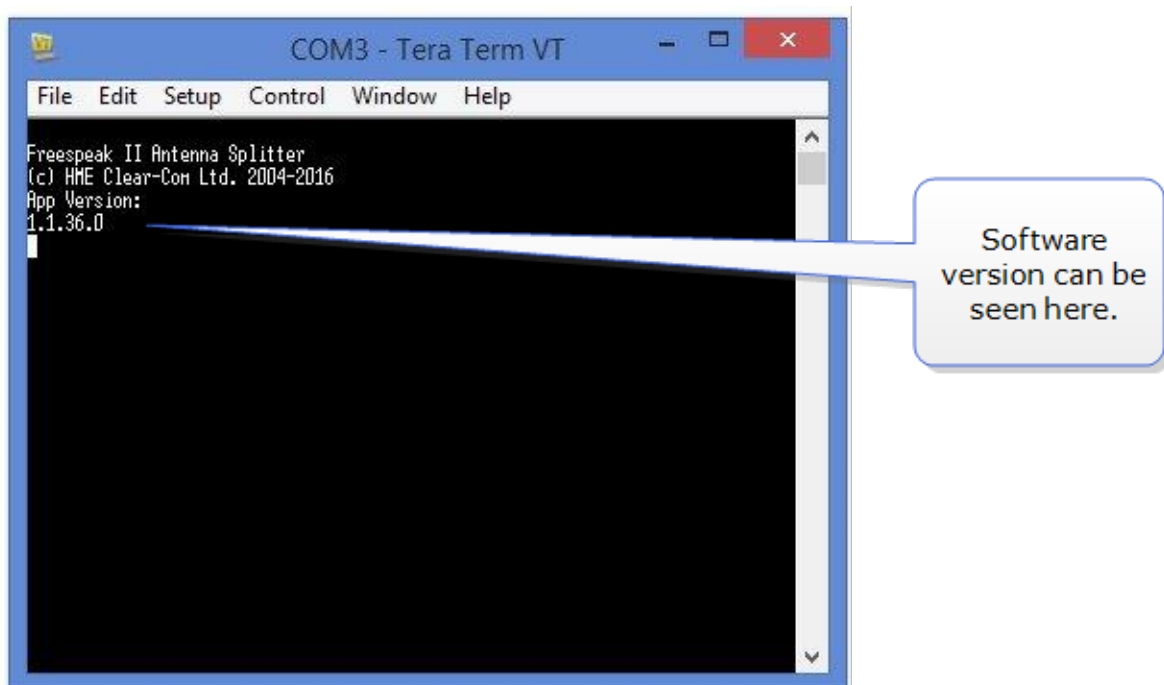 COM3 - Tera Term VT
File Edit Setup Control Window Help
Freespeak II Antenna Splitter
(c) HME Clear-Com Ltd. 2004-2016
App Version:
1.1.36.0
Software
version can be
seen here.